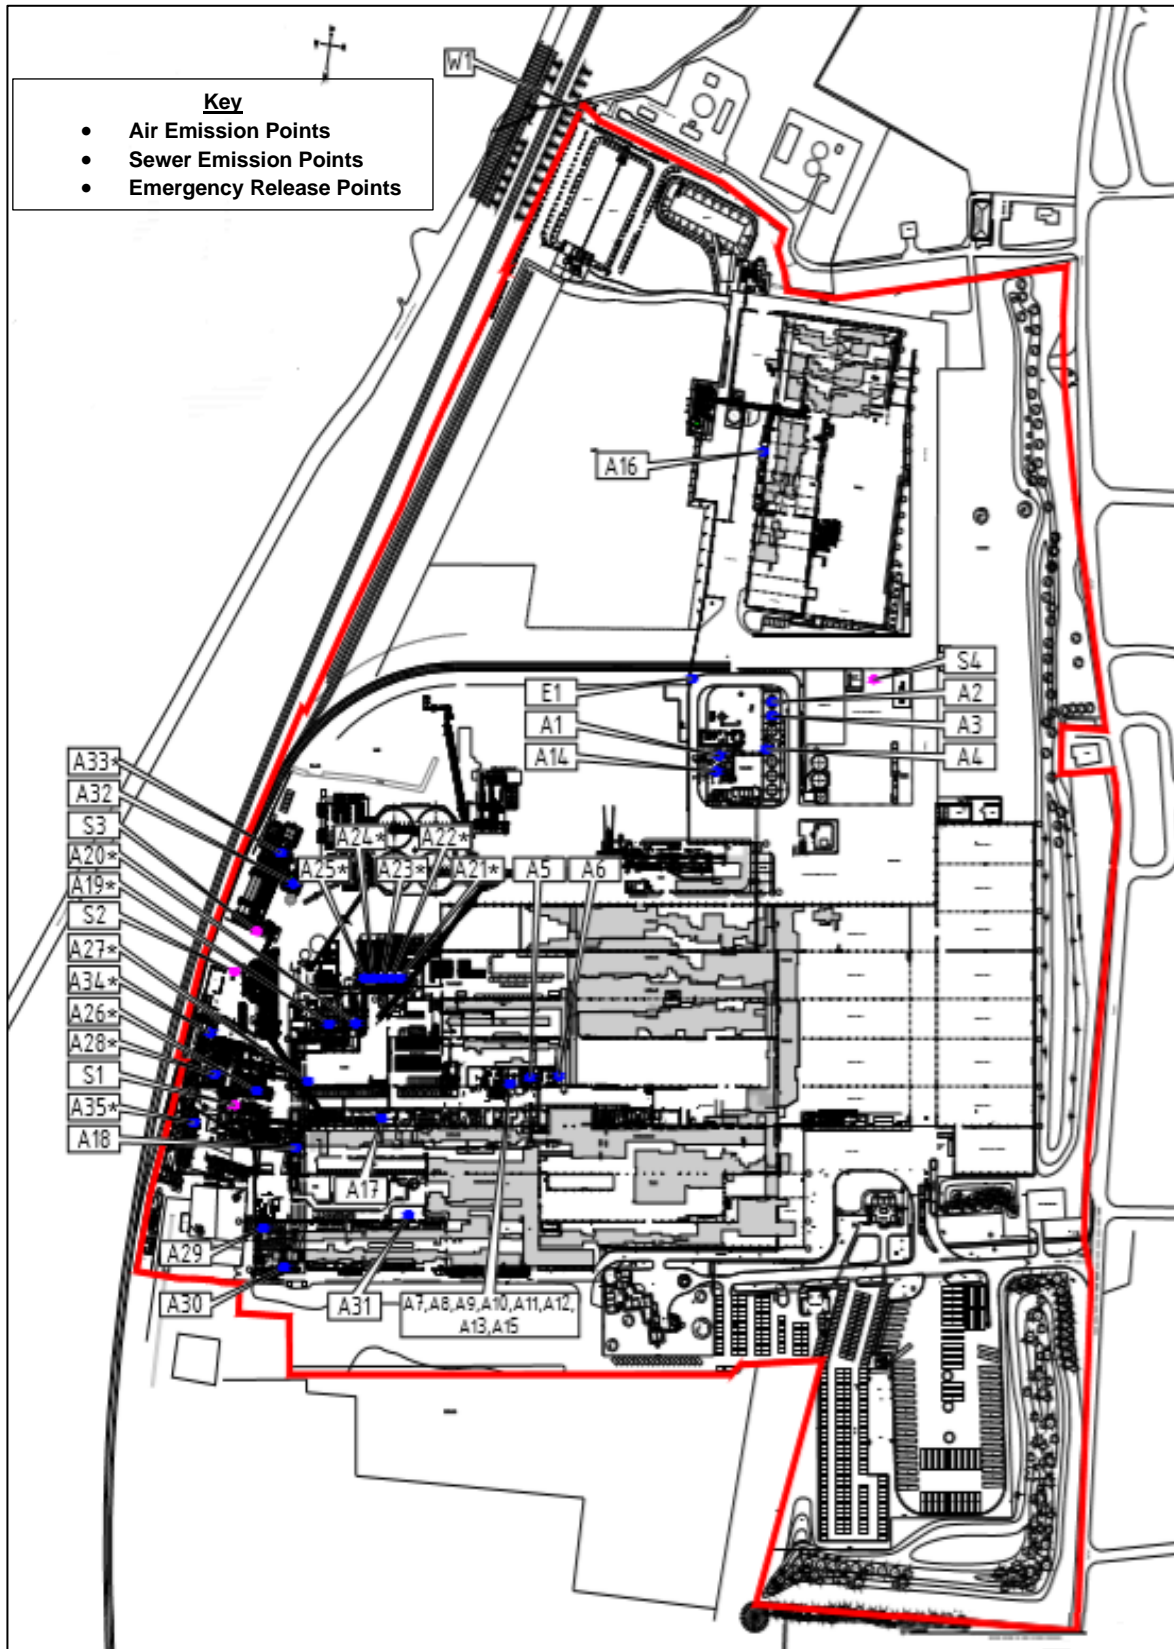 W1
Key
• Air Emission Points
• Sewer Emission Points
• Emergency Release Points
A16
S4
E1
A2
A1
A3
A14
A4
A33*
A32
S3
A24*
A22*
A20*
A25*
A23*
A21*
A5
A6
A19*
S2
A27*
A34*
A26*
A28*
S1
A35*
A18
A17
A29
A30
A31
A7,A8,A9,A10,A11,A12,
A13,A15